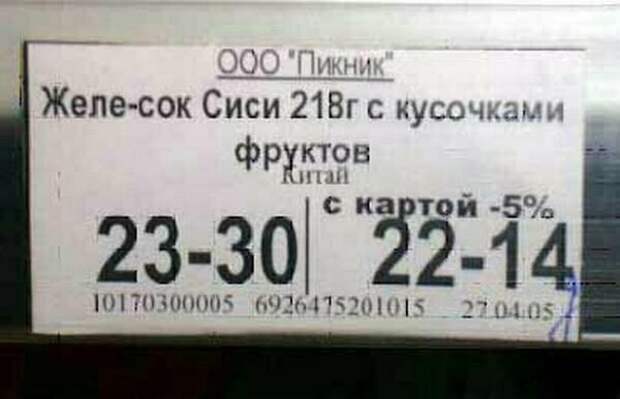 ООО "Пикник"
Желе-сок Сиси 218г с кусочками
фруктов
Китай
с картой -5%
23-30 22-14
10170300005 6926475201015 27.04.05